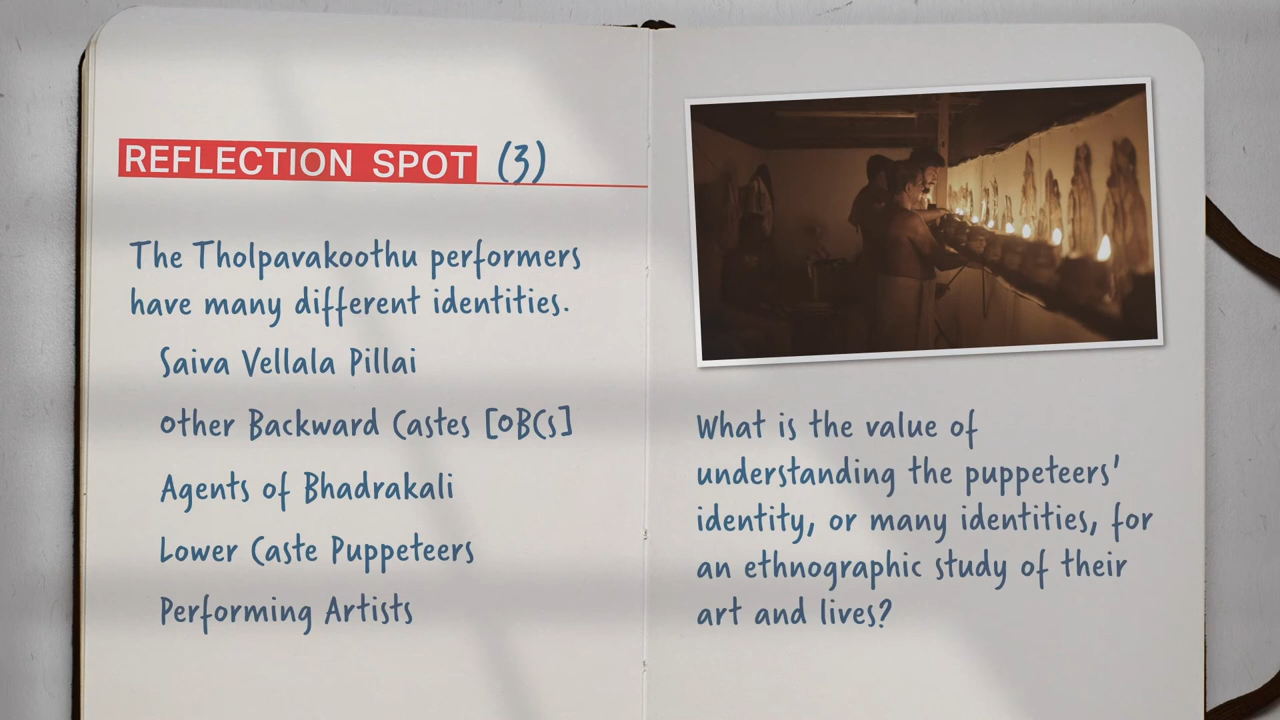 REFLECTION SPOT (3)
The Tholpavakoothu performers
have many different identities.
Saiva Vellala Pillai
Other Backward Castes [OBCs]
Agents of Bhadrakali
Lower Caste Puppeteers
Performing Artists
What is the value of
understanding the puppeteers'
identity, or many identities, for
an ethnographic study of their
art and lives?